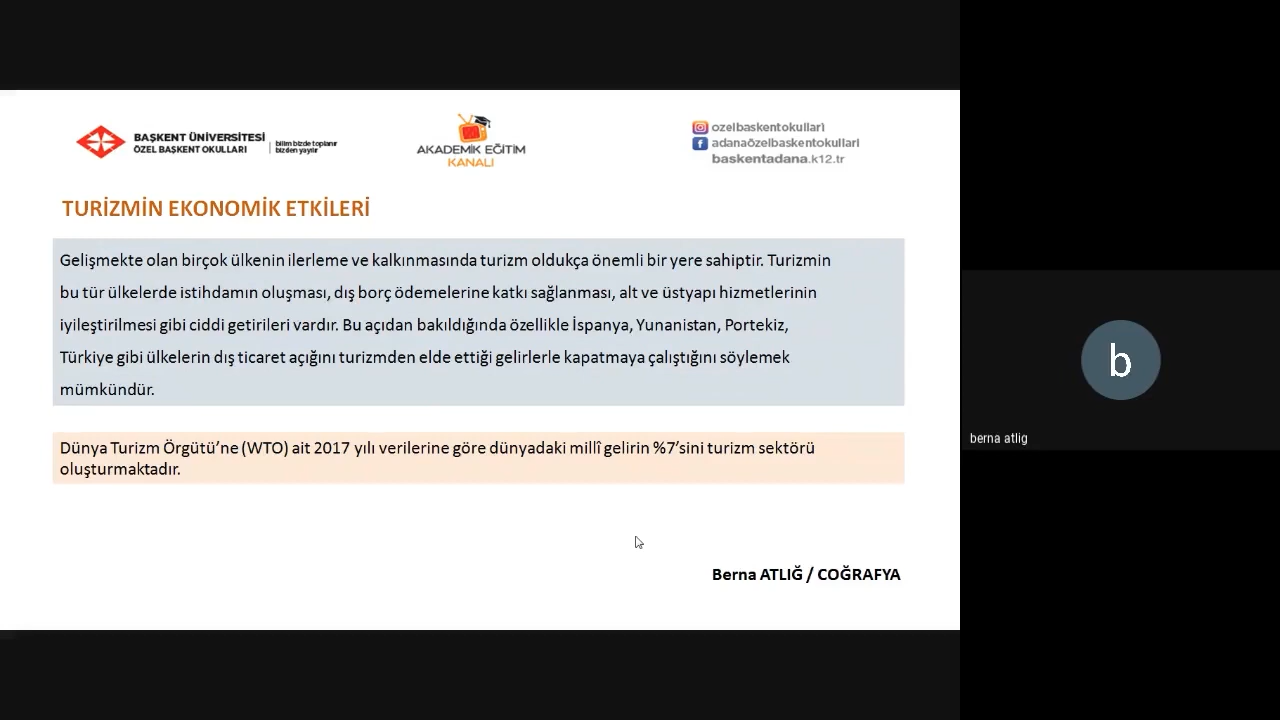 BAŞKENT ÜNİVERSİTESİ
ÖZEL BAŞKENT OKULLARI
bilim bizde toplanır
bizden yayılır
AKADEMİK EĞİTİM
KANALI
ozelbaskentokullari
adanaözelbaskentokullari
baskentadana.k12.tr
TURİZMİN EKONOMİK ETKİLERİ
Gelişmekte olan birçok ülkenin ilerleme ve kalkınmasında turizm oldukça önemli bir yere sahiptir. Turizmin
bu tür ülkelerde istihdamın oluşması, dış borç ödemelerine katkı sağlanması, alt ve üstyapı hizmetlerinin
iyileştirilmesi gibi ciddi getirileri vardır. Bu açıdan bakıldığında özellikle İspanya, Yunanistan, Portekiz,
Türkiye gibi ülkelerin dış ticaret açığını turizmden elde ettiği gelirlerle kapatmaya çalıştığını söylemek
mümkündür.
Dünya Turizm Örgütü’ne (WTO) ait 2017 yılı verilerine göre dünyadaki millî gelirin %7’sini turizm sektörü
oluşturmaktadır.
Berna ATLIĞ / COĞRAFYA
b
berna atlig